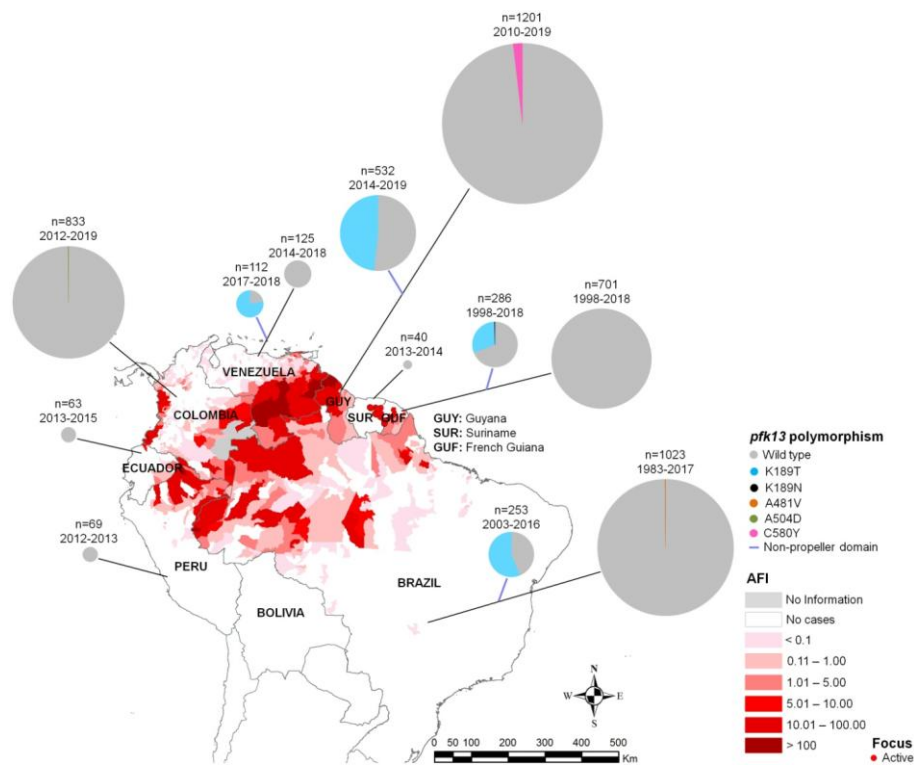 n=1201
2010-2019
n=532
2014-2019
n=833
2012-2019
n=125
2014-2018
n=112
2017-2018
n=701
1998-2018
n=286
1998-2018
n=40
2013-2014
VENEZUELA
GUY
SUR
GUF
COLOMBIA
n=63
2013-2015
GUY: Guyana
SUR: Suriname
GUF: French Guiana
ECUADOR
n=1023
1983-2017
n=69
2012-2013
n=253
2003-2016
PERU
BRAZIL
BOLIVIA
pfk13 polymorphism
Wild type
K189T
K189N
A481V
A504D
C580Y
Non-propeller domain
AFI
No Information
No cases
< 0.1
0.11 – 1.00
1.01 – 5.00
5.01 – 10.00
10.01 – 100.00
> 100
Focus
Active
N
W E
S
0 50 100 200 300 400 500
Km